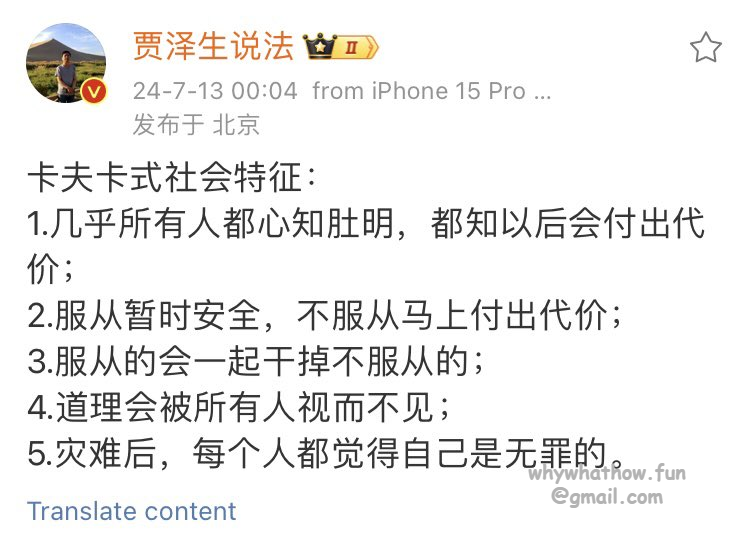 贾泽生说法 II
24-7-13 00:04 from iPhone 15 Pro ...
发布于 北京
卡夫卡式社会特征：
1.几乎所有人都心知肚明，都知以后会付出代
价；
2.服从暂时安全，不服从马上付出代价；
3.服从的会一起干掉不服从的；
4.道理会被所有人视而不见；
5.灾难后，每个人都觉得自己是无罪的。
whywhathow.fun
@gmail.com
Translate content